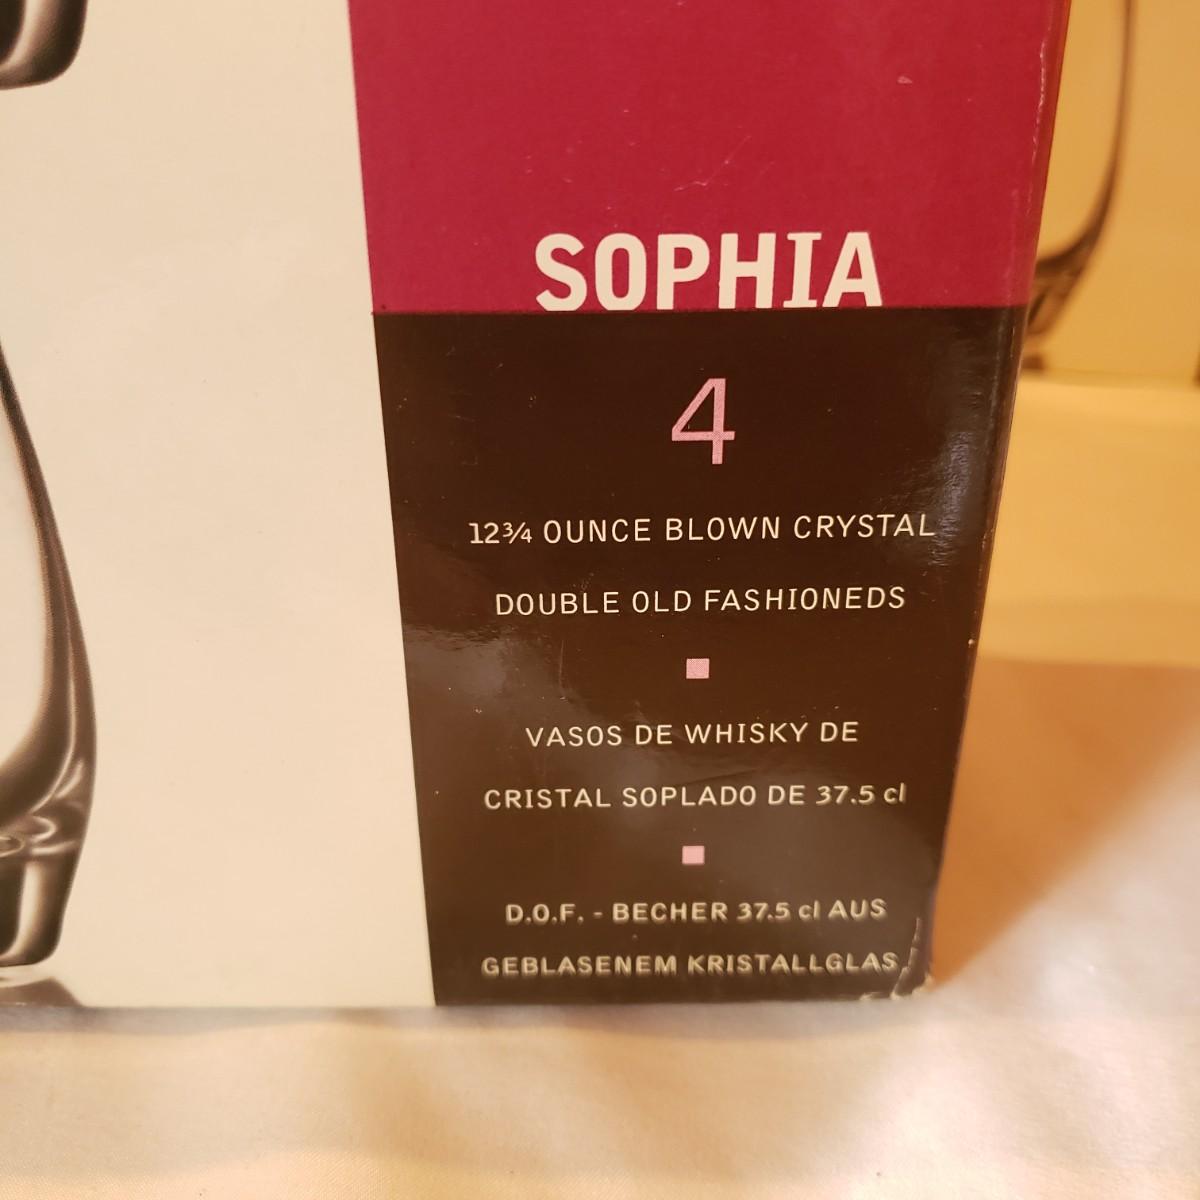 SOPHIA
4
12¾ OUNCE BLOWN CRYSTAL
DOUBLE OLD FASHIONEDS
VASOS DE WHISKY DE
CRISTAL SOPLADO DE 37.5 cl
D.O.F. - BECHER 37.5 cl AUS
GEBLASENEM KRISTALLGLAS